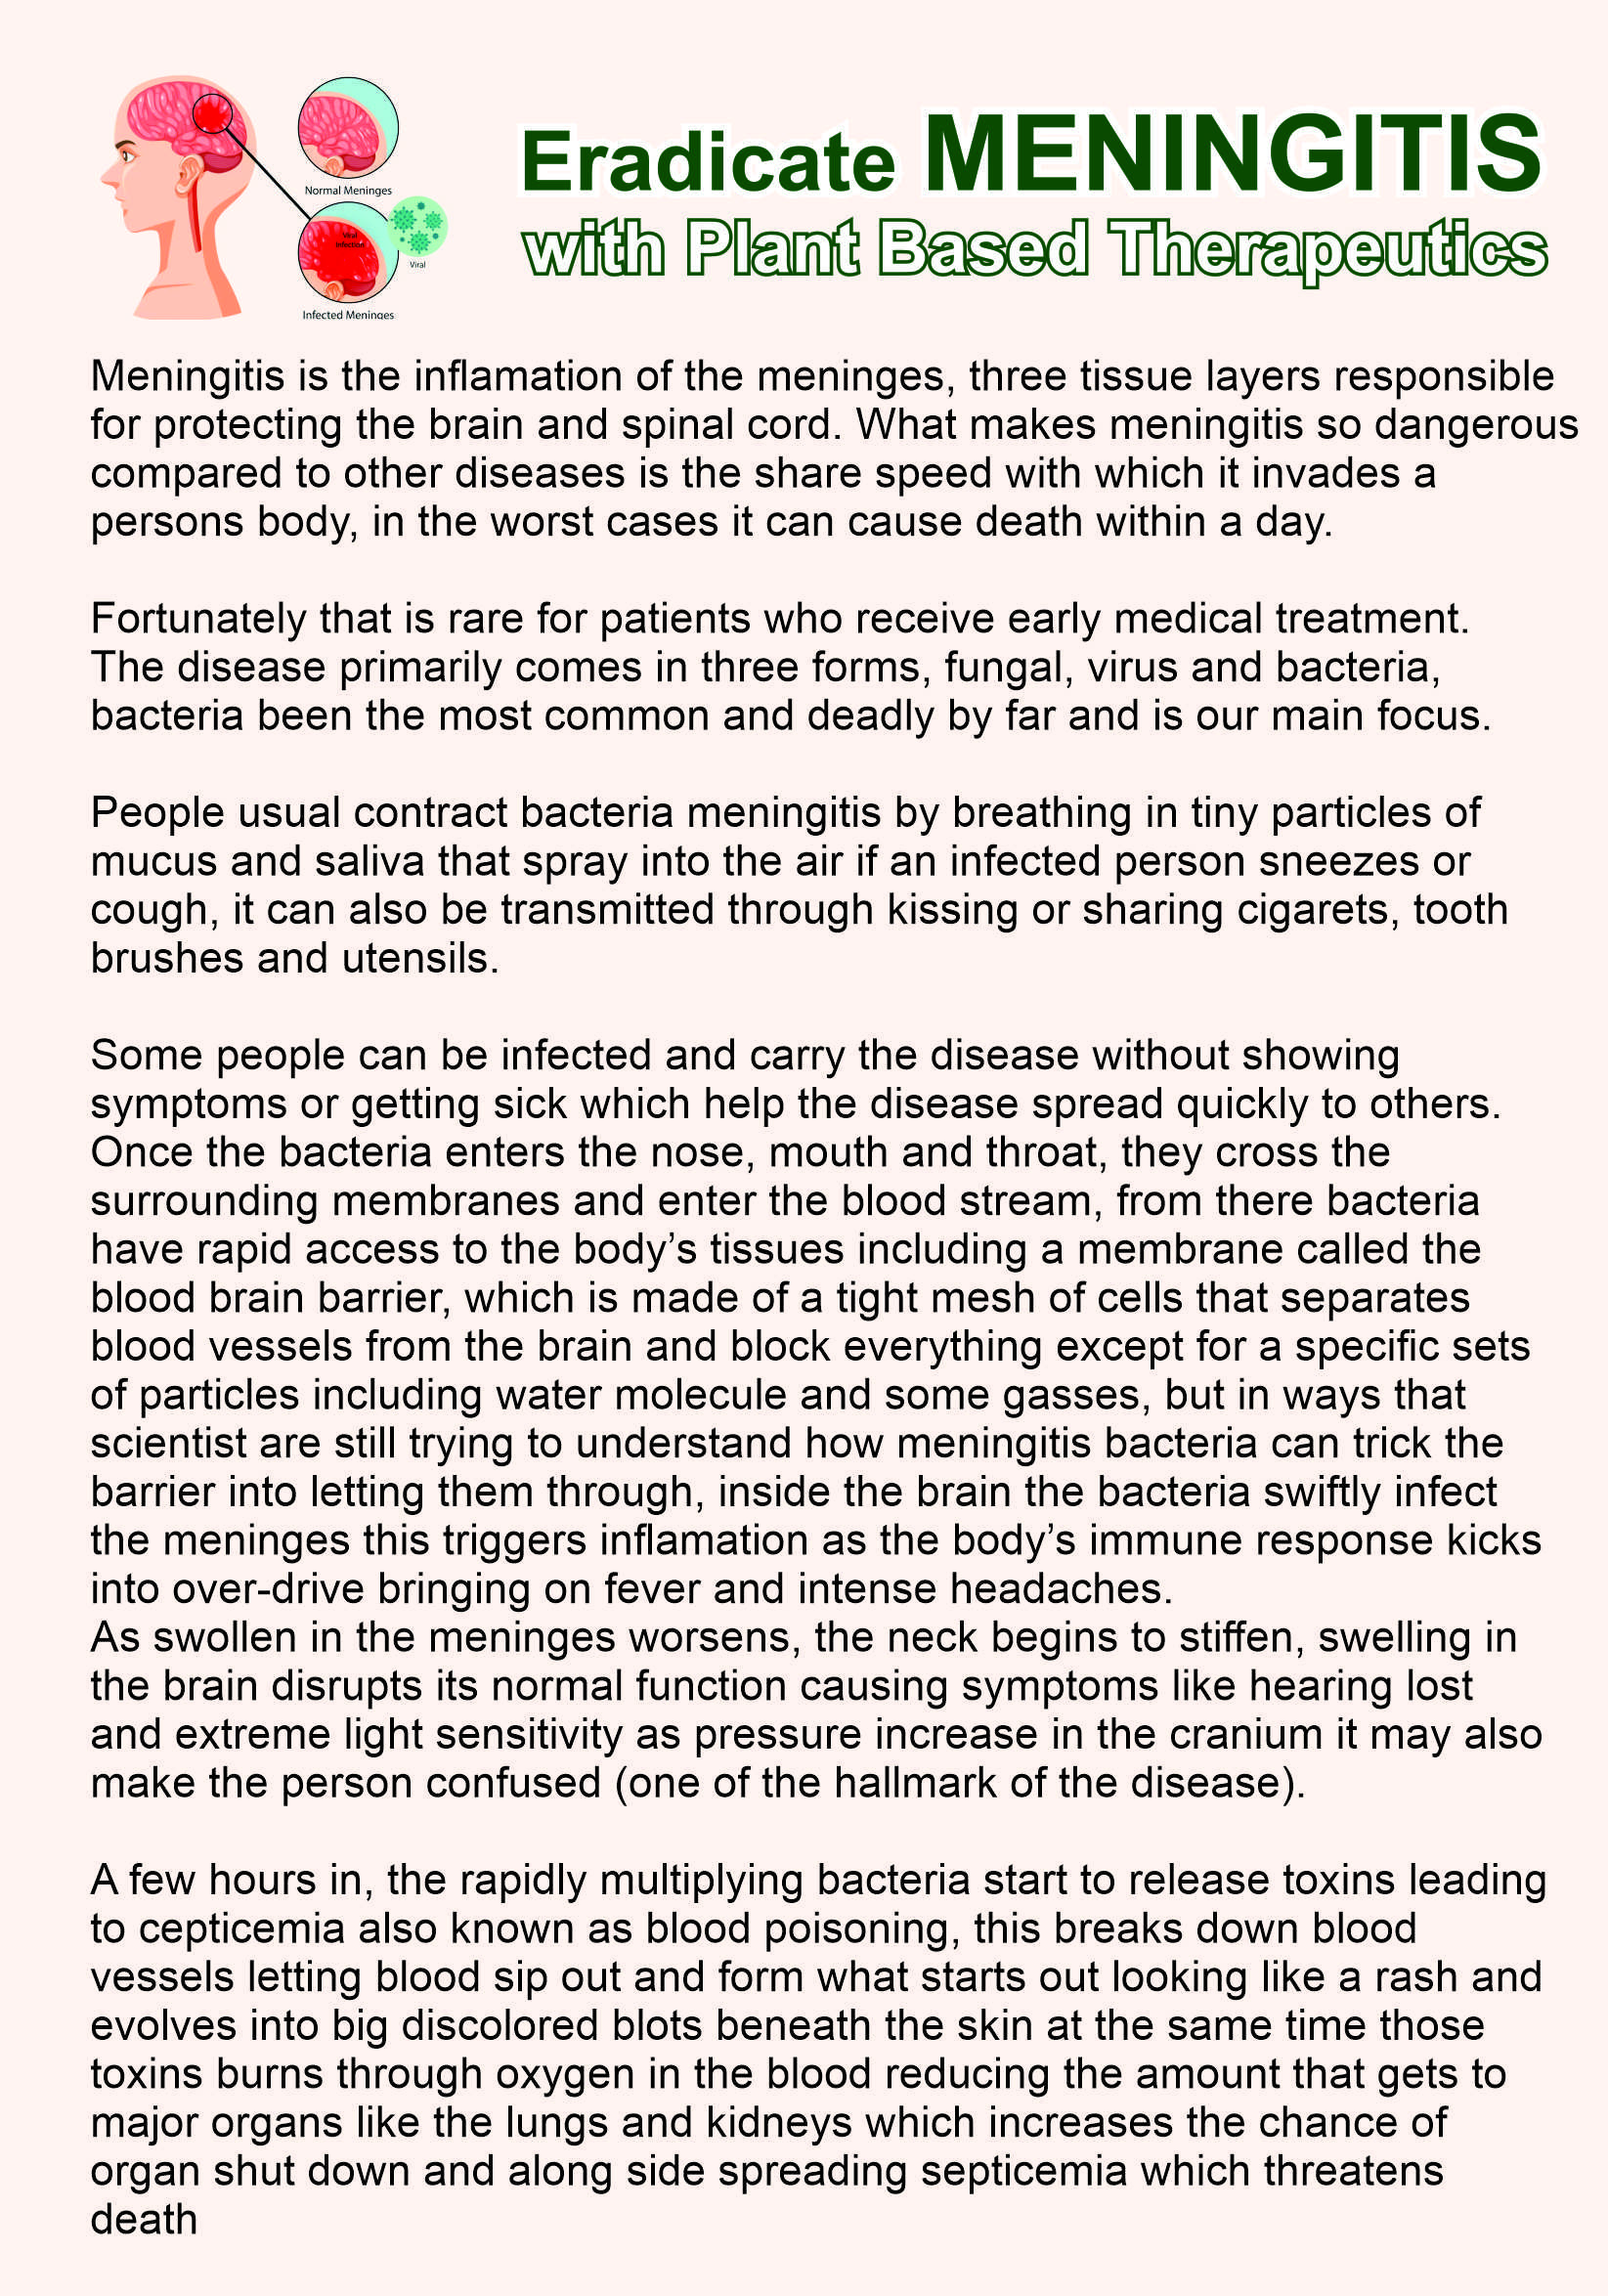 Eradicate MENINGITIS
with Plant Based Therapeutics
Normal Meninges
Viral
infection
Viral
Infected Meninges
Meningitis is the inflamation of the meninges, three tissue layers responsible
for protecting the brain and spinal cord. What makes meningitis so dangerous
compared to other diseases is the share speed with which it invades a
persons body, in the worst cases it can cause death within a day.
Fortunately that is rare for patients who receive early medical treatment.
The disease primarily comes in three forms, fungal, virus and bacteria,
bacteria been the most common and deadly by far and is our main focus.
People usual contract bacteria meningitis by breathing in tiny particles of
mucus and saliva that spray into the air if an infected person sneezes or
cough, it can also be transmitted through kissing or sharing cigarets, tooth
brushes and utensils.
Some people can be infected and carry the disease without showing
symptoms or getting sick which help the disease spread quickly to others.
Once the bacteria enters the nose, mouth and throat, they cross the
surrounding membranes and enter the blood stream, from there bacteria
have rapid access to the body’s tissues including a membrane called the
blood brain barrier, which is made of a tight mesh of cells that separates
blood vessels from the brain and block everything except for a specific sets
of particles including water molecule and some gasses, but in ways that
scientist are still trying to understand how meningitis bacteria can trick the
barrier into letting them through, inside the brain the bacteria swiftly infect
the meninges this triggers inflamation as the body’s immune response kicks
into over-drive bringing on fever and intense headaches.
As swollen in the meninges worsens, the neck begins to stiffen, swelling in
the brain disrupts its normal function causing symptoms like hearing lost
and extreme light sensitivity as pressure increase in the cranium it may also
make the person confused (one of the hallmark of the disease).
A few hours in, the rapidly multiplying bacteria start to release toxins leading
to cepticemia also known as blood poisoning, this breaks down blood
vessels letting blood sip out and form what starts out looking like a rash and
evolves into big discolored blots beneath the skin at the same time those
toxins burns through oxygen in the blood reducing the amount that gets to
major organs like the lungs and kidneys which increases the chance of
organ shut down and along side spreading septicemia which threatens
death